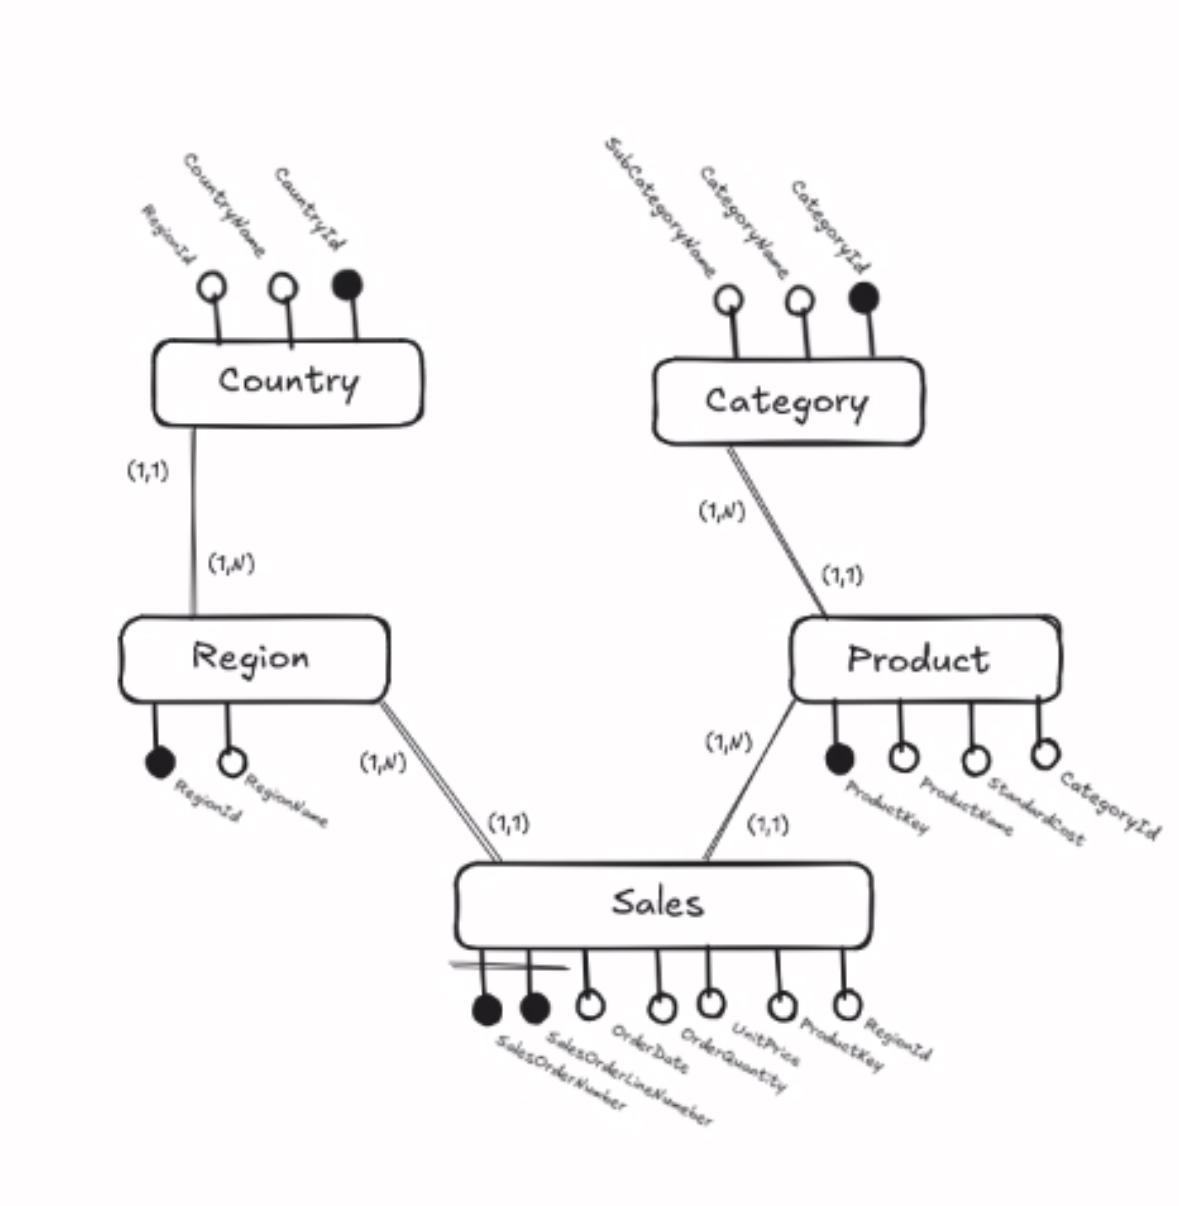 SubCategoryName
CategoryName
CategoryId
CountryName
CountryId
RegionId
Country
Category
(1,1)
(1,N)
(1,N)
(1,1)
Region
Product
(1,N)
(1,N)
RegionId
RegionName
ProductKey
ProductName
StandardCost
CategoryId
(1,1)
(1,1)
Sales
SalesOrderNumber
SalesOrderLineNumeber
OrderDate
OrderQuantity
UnitPrice
ProductKey
RegionId